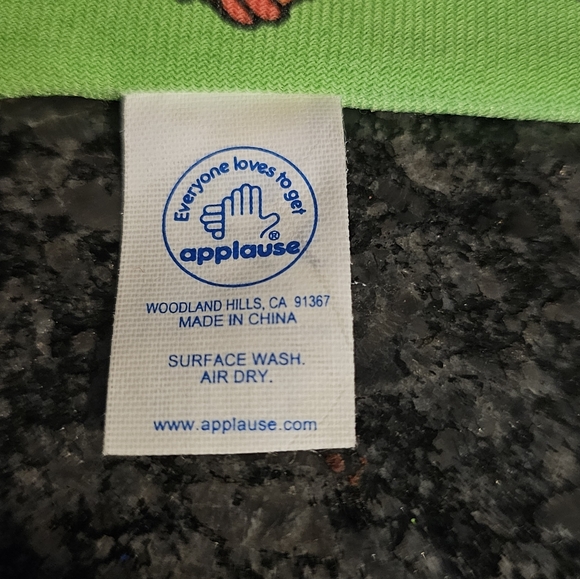 Everyone loves to get
applause®
WOODLAND HILLS, CA 91367
MADE IN CHINA
SURFACE WASH.
AIR DRY.
www.applause.com